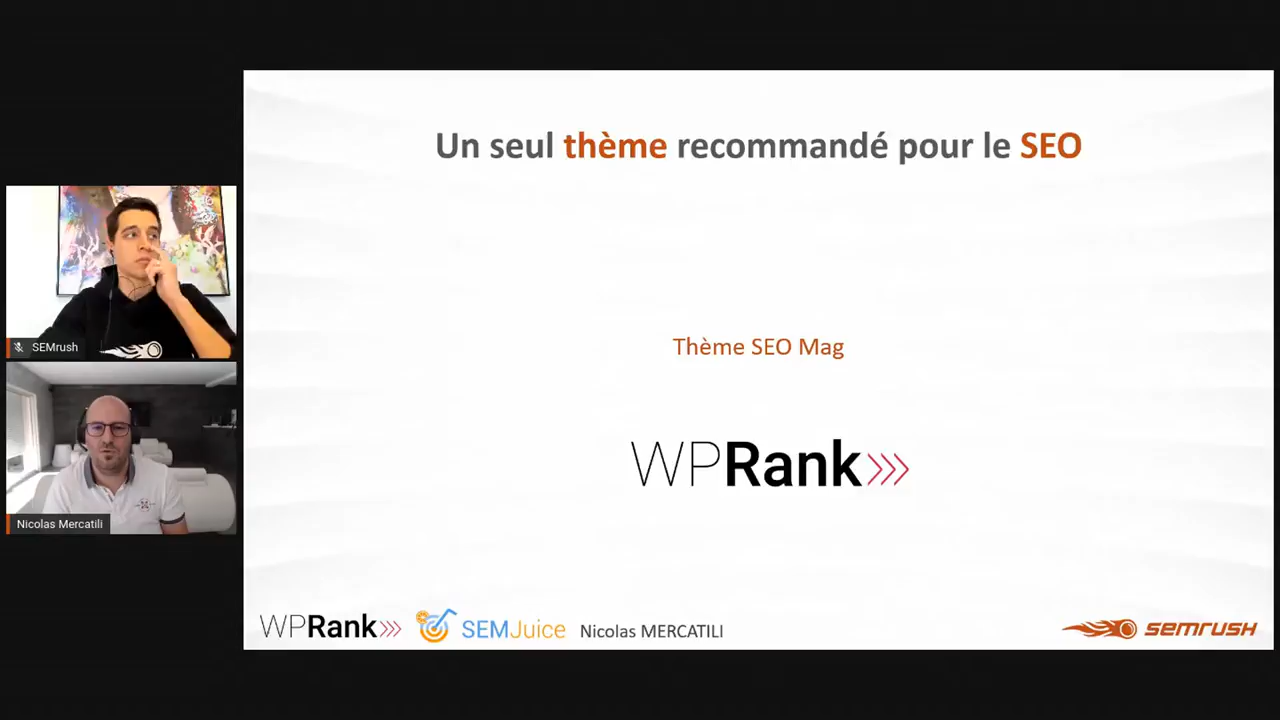 Un seul thème recommandé pour le SEO
Thème SEO Mag
WPRank
SEMrush
Nicolas Mercatili
WPRank
SEMJuice
Nicolas MERCATILI
semrush